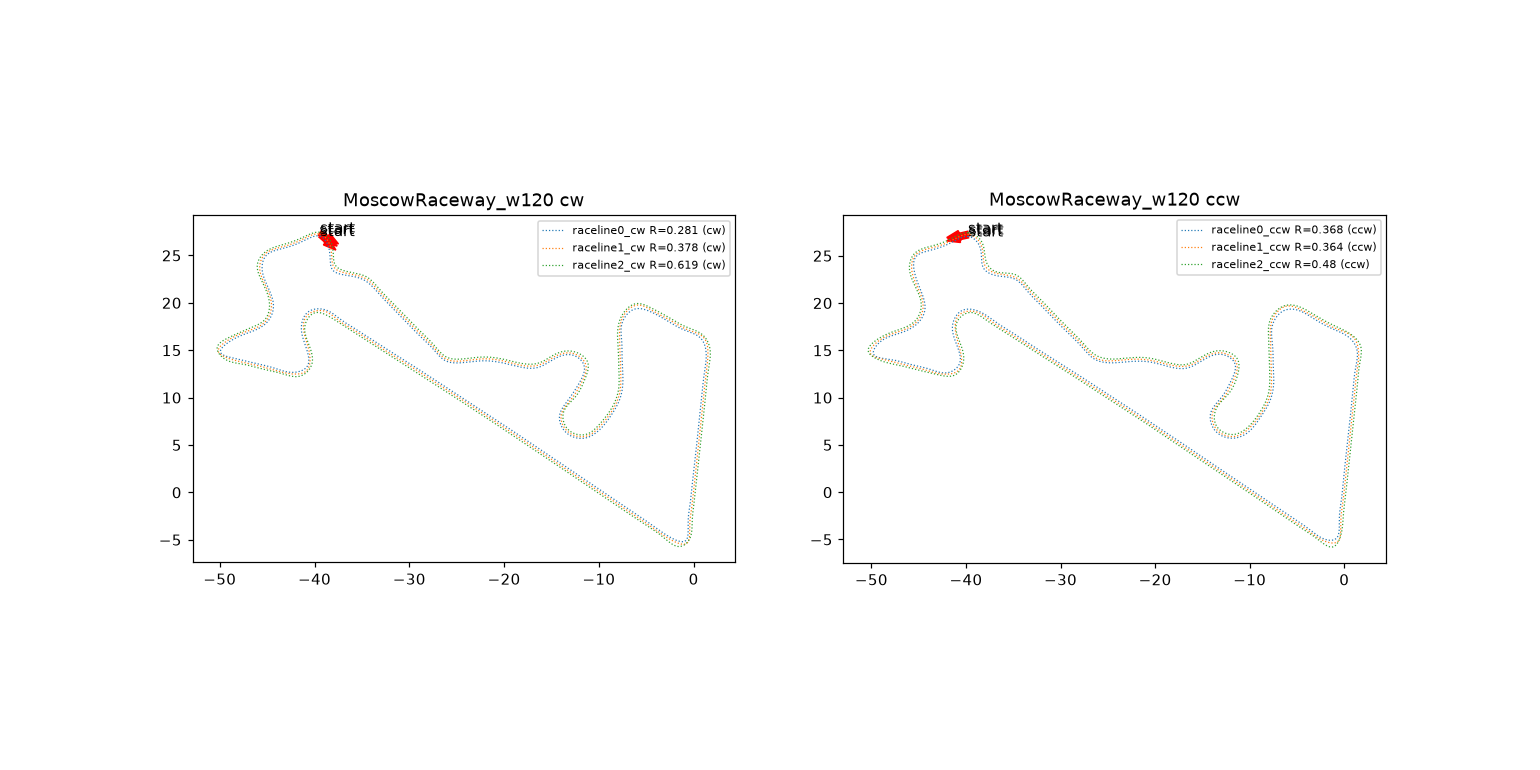 MoscowRaceway_w120 cw
start
start
raceline0_cw R=0.281 (cw)
raceline1_cw R=0.378 (cw)
raceline2_cw R=0.619 (cw)
25
20
15
10
5
0
−5
−50
−40
−30
−20
−10
0
MoscowRaceway_w120 ccw
start
start
raceline0_ccw R=0.368 (ccw)
raceline1_ccw R=0.364 (ccw)
raceline2_ccw R=0.48 (ccw)
25
20
15
10
5
0
−5
−50
−40
−30
−20
−10
0